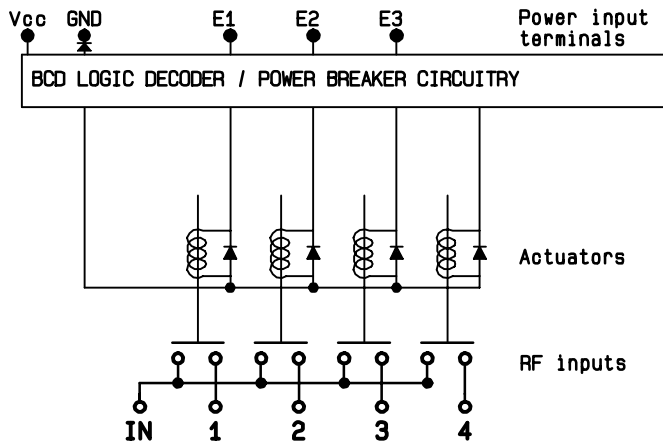 Vcc GND E1 E2 E3 Power input
terminals
BCD LOGIC DECODER / POWER BREAKER CIRCUITRY
Actuators
RF inputs
IN 1 2 3 4